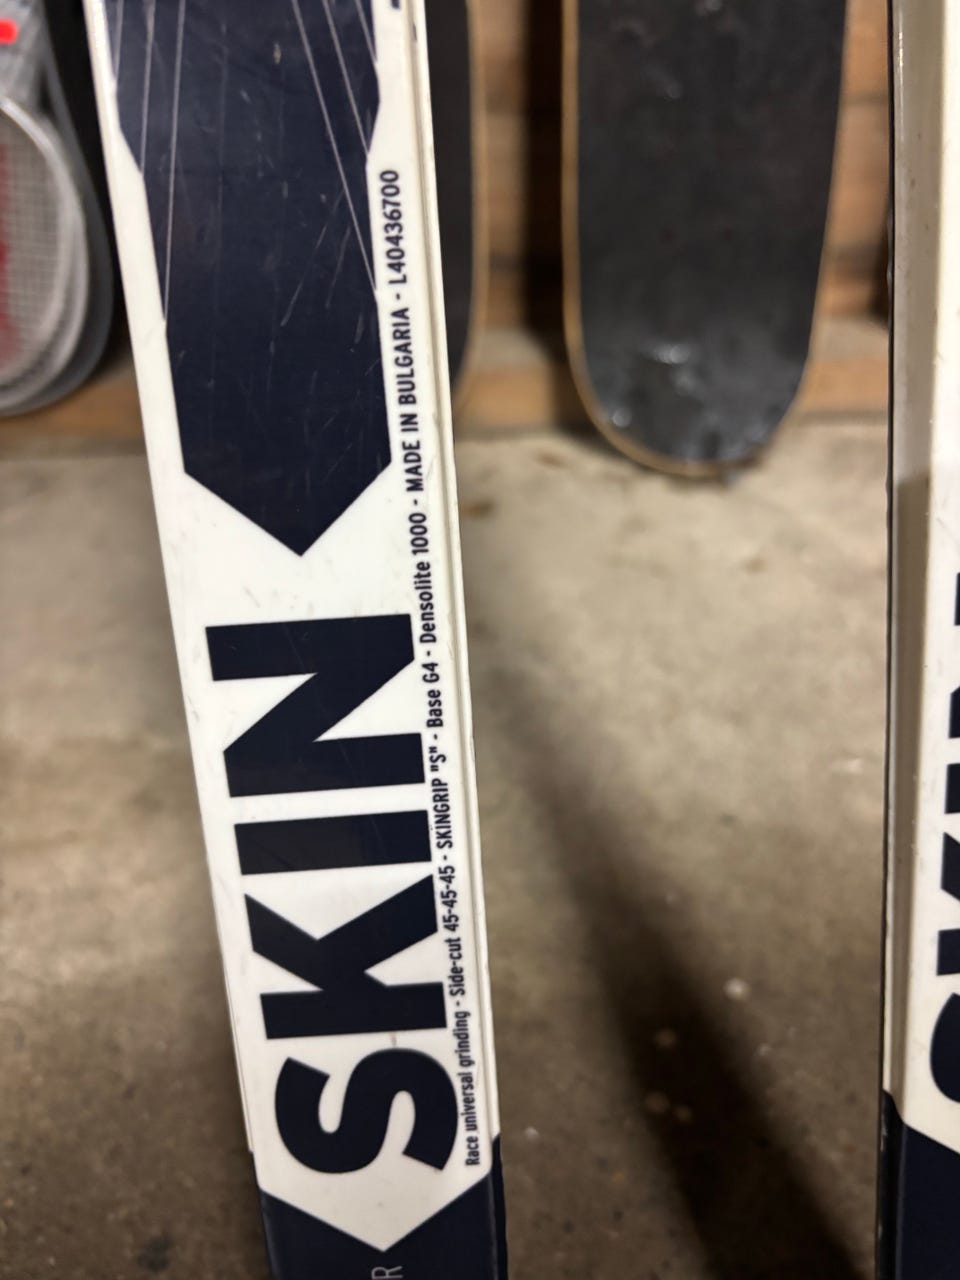 SKIN
Race universal grinding - Side-cut 45-45-45 - SKINGRIP "S" - Base G4 - Densolite 1000 - MADE IN BULGARIA - L40436700